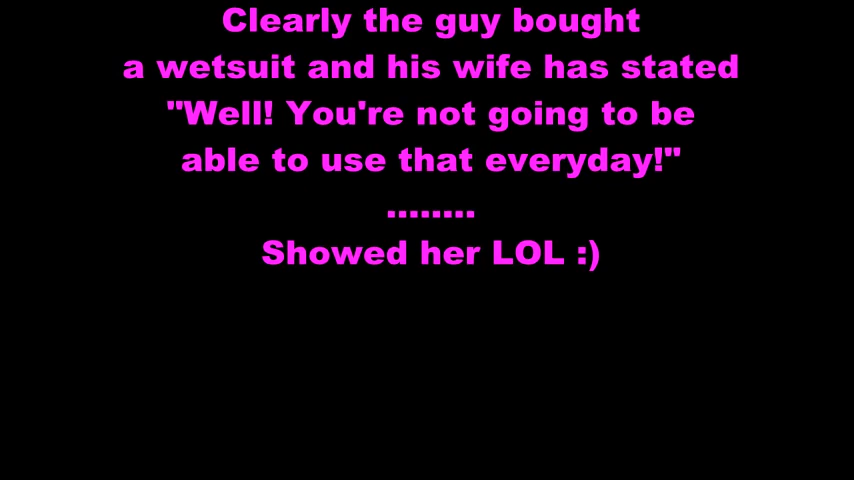 Clearly the guy bought
a wetsuit and his wife has stated
"Well! You're not going to be
able to use that everyday!"
........
Showed her LOL :)